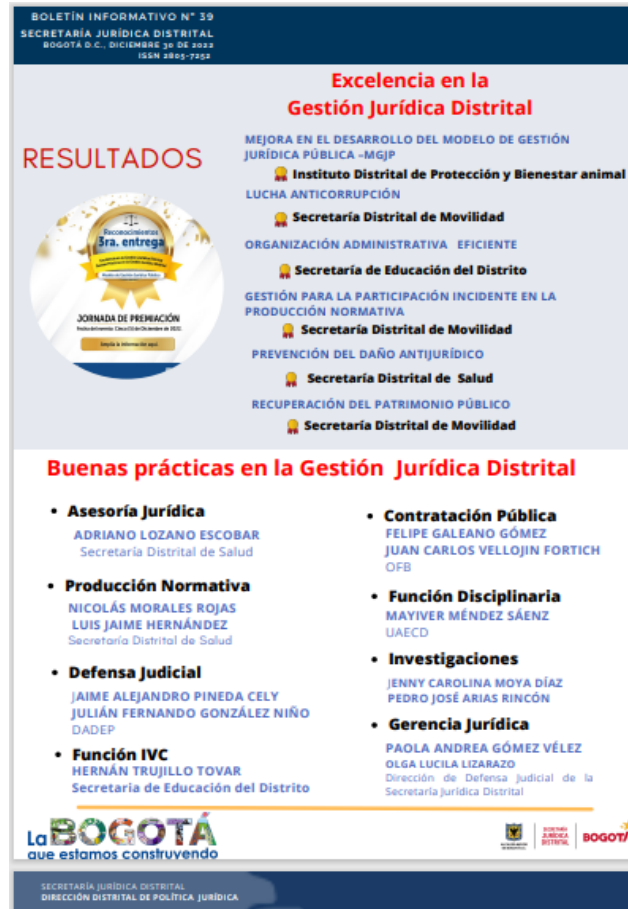 BOLETÍN INFORMATIVO N° 39
SECRETARÍA JURÍDICA DISTRITAL
BOGOTÁ D.C., DICIEMBRE 30 DE 2022
ISSN 2805-7252
Excelencia en la
Gestión Jurídica Distrital
RESULTADOS
Reconocimientos
3ra. entrega
JORNADA DE PREMIACIÓN
MEJORA EN EL DESARROLLO DEL MODELO DE GESTIÓN
JURÍDICA PÚBLICA –MGJP
Instituto Distrital de Protección y Bienestar animal
LUCHA ANTICORRUPCIÓN
Secretaría Distrital de Movilidad
ORGANIZACIÓN ADMINISTRATIVA EFICIENTE
Secretaría de Educación del Distrito
GESTIÓN PARA LA PARTICIPACIÓN INCIDENTE EN LA
PRODUCCIÓN NORMATIVA
Secretaría Distrital de Movilidad
PREVENCIÓN DEL DAÑO ANTIJURÍDICO
Secretaría Distrital de Salud
RECUPERACIÓN DEL PATRIMONIO PÚBLICO
Secretaría Distrital de Movilidad
Buenas prácticas en la Gestión Jurídica Distrital
• Asesoría Jurídica
ADRIANO LOZANO ESCOBAR
Secretaría Distrital de Salud
• Producción Normativa
NICOLÁS MORALES ROJAS
LUIS JAIME HERNÁNDEZ
Secretaría Distrital de Salud
• Defensa Judicial
JAIME ALEJANDRO PINEDA CELY
JULIÁN FERNANDO GONZÁLEZ NIÑO
DADEP
• Función IVC
HERNÁN TRUJILLO TOVAR
Secretaria de Educación del Distrito
• Contratación Pública
FELIPE GALEANO GÓMEZ
JUAN CARLOS VELLOJIN FORTICH
OFB
• Función Disciplinaria
MAYIVER MÉNDEZ SÁENZ
UAECD
• Investigaciones
JENNY CAROLINA MOYA DÍAZ
PEDRO JOSÉ ARIAS RINCÓN
• Gerencia Jurídica
PAOLA ANDREA GÓMEZ VÉLEZ
OLGA LUCILA LIZARAZO
Dirección de Defensa Judicial de la
Secretaría Jurídica Distrital
La BOGOTÁ
que estamos construyendo
SECRETARÍA
JURÍDICA
DISTRITAL
BOGOTÁ
SECRETARÍA JURÍDICA DISTRITAL
DIRECCIÓN DISTRITAL DE POLÍTICA JURÍDICA